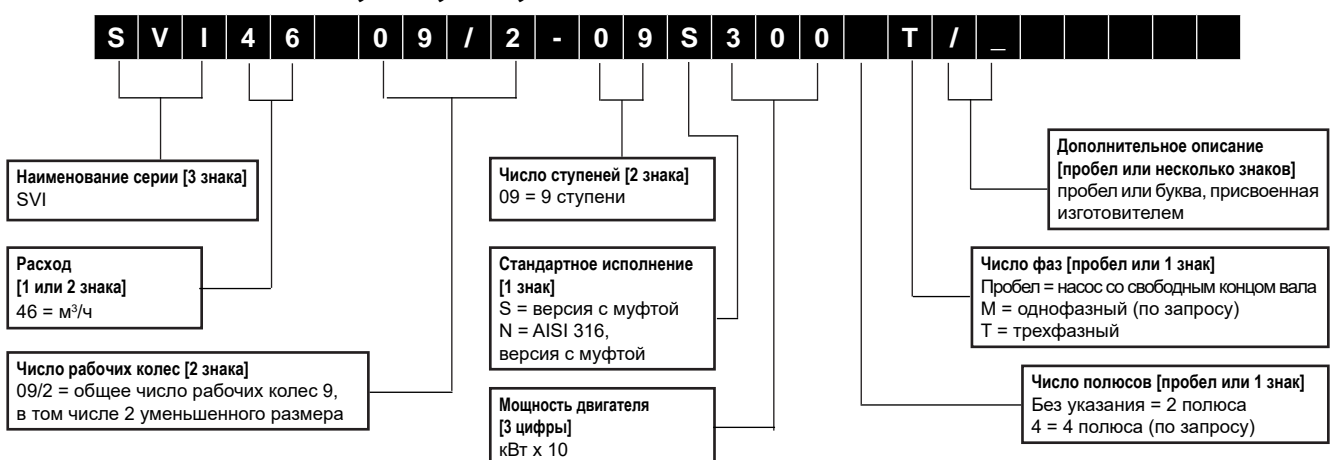 S V I 4 6 0 9 / 2 - 0 9 S 3 0 0 T / _
Наименование серии [3 знака]
SVI
Расход
[1 или 2 знака]
46 = м³/ч
Число рабочих колес [2 знака]
09/2 = общее число рабочих колес 9,
в том числе 2 уменьшенного размера
Число ступеней [2 знака]
09 = 9 ступени
Стандартное исполнение
[1 знак]
S = версия с муфтой
N = AISI 316,
версия с муфтой
Мощность двигателя
[3 цифры]
кВт x 10
Дополнительное описание
[пробел или несколько знаков]
пробел или буква, присвоенная
изготовителем
Число фаз [пробел или 1 знак]
Пробел = насос со свободным концом вала
M = однофазный (по запросу)
T = трехфазный
Число полюсов [пробел или 1 знак]
Без указания = 2 полюса
4 = 4 полюса (по запросу)